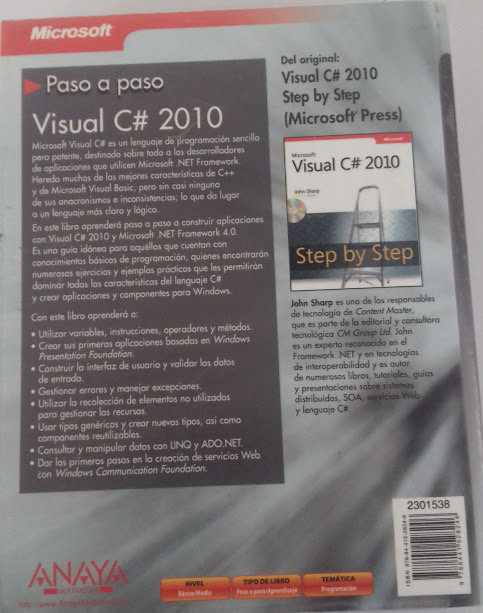 Microsoft
Paso a paso
Visual C# 2010
Microsoft Visual C# es un lenguaje de programación sencillo
pero potente, destinado sobre todo a los desarrolladores
de aplicaciones que utilicen Microsoft .NET Framework.
Hereda muchas de las mejores características de C++
y de Microsoft Visual Basic, pero sin casi ninguno
de sus anacronismos e inconsistencias; lo que da lugar
a un lenguaje más claro y lógico.
En este libro aprenderá paso a paso a construir aplicaciones
con Visual C# 2010 y Microsoft .NET Framework 4.0.
Es una guía idónea para aquéllos que cuentan con
conocimientos básicos de programación, quienes encontrarán
numerosos ejercicios y ejemplos prácticos que les permitirán
dominar todas las características del lenguaje C#
y crear aplicaciones y componentes para Windows.
Con este libro aprenderá a:
• Utilizar variables, instrucciones, operadores y métodos.
• Crear sus primeras aplicaciones basadas en Windows
Presentation Foundation.
• Construir la interfaz de usuario y validar los datos
de entrada.
• Gestionar errores y manejar excepciones.
• Utilizar la recolección de elementos no utilizados
para gestionar los recursos.
• Usar tipos genéricos y crear nuevos tipos, así como
componentes reutilizables.
• Consultar y manipular datos con LINQ y ADO.NET.
• Dar los primeros pasos en la creación de servicios Web
con Windows Communication Foundation.
Del original:
Visual C# 2010
Step by Step
(Microsoft Press)
Microsoft
Microsoft
Visual C# 2010
John Sharp
Step by Step
John Sharp es uno de los responsables
de tecnología de Content Master,
que es parte de la editorial y consultora
tecnológica CM Group Ltd. John
es un experto reconocido en el
Framework .NET y en tecnologías
de interoperabilidad y es autor
de numerosos libros, tutoriales, guías
y presentaciones sobre sistemas
distribuidos, SOA, servicios Web
y lenguaje C#.
2301538
ANAYA
MULTIMEDIA
NIVEL
Básico/Medio
TIPO DE LIBRO
Paso a paso/Aprendizaje
TEMÁTICA
Programación